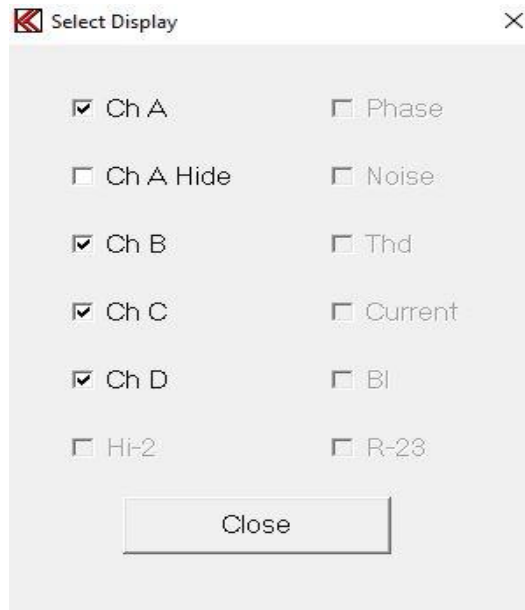 Select Display
Ch A
Phase
Ch A Hide
Noise
Ch B
Thd
Ch C
Current
Ch D
Bl
Hi-2
R-23
Close